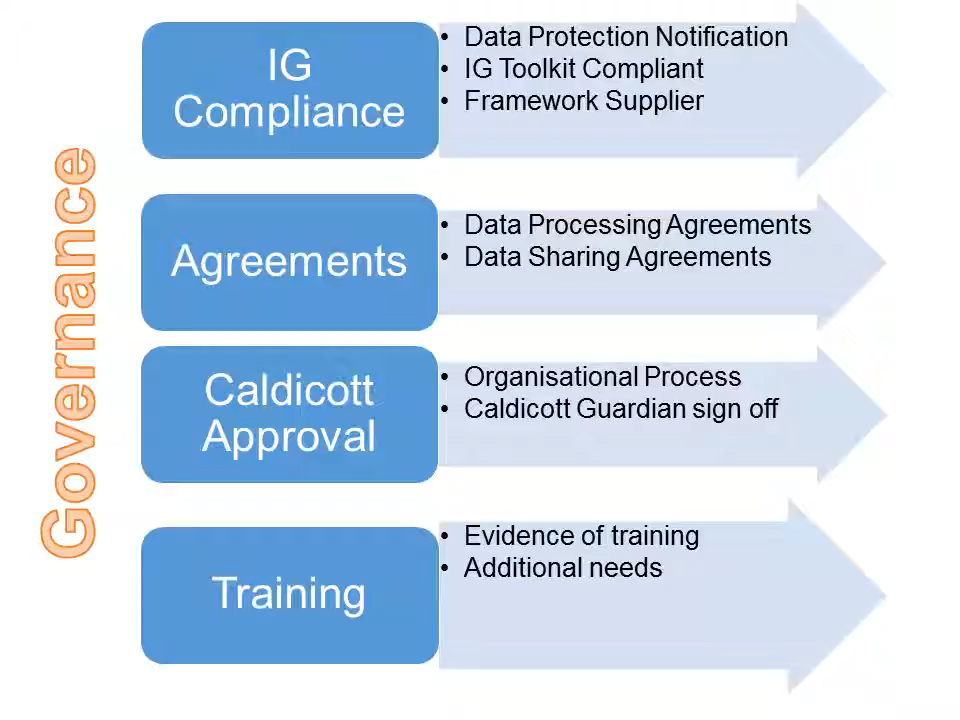 Governance
IG
Compliance
• Data Protection Notification
• IG Toolkit Compliant
• Framework Supplier
Agreements
• Data Processing Agreements
• Data Sharing Agreements
Caldicott
Approval
• Organisational Process
• Caldicott Guardian sign off
Training
• Evidence of training
• Additional needs